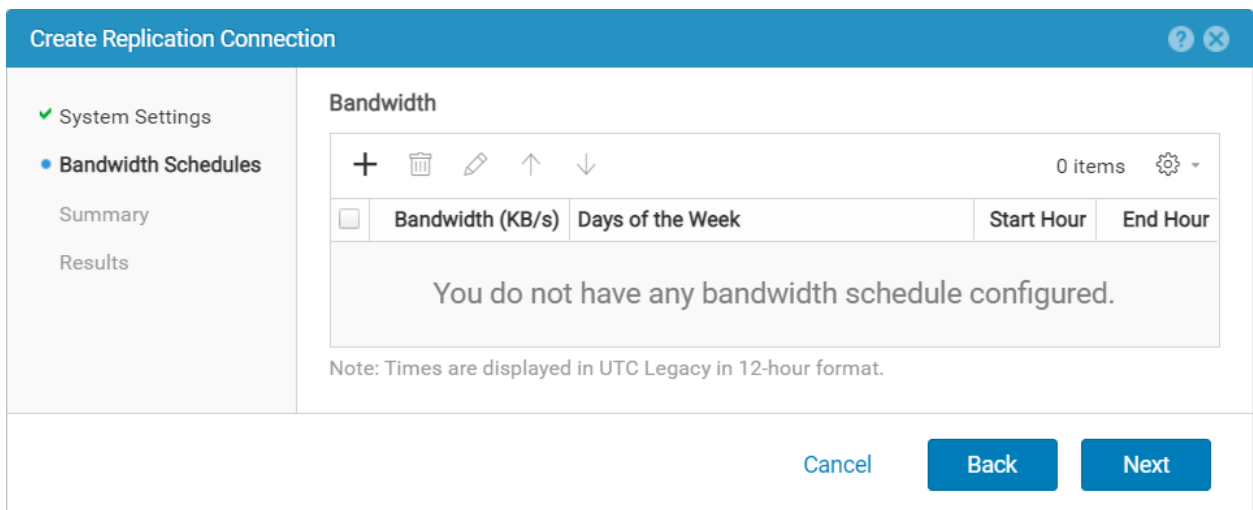 Create Replication Connection
System Settings
Bandwidth Schedules
Summary
Results
Bandwidth
0 items
Bandwidth (KB/s) Days of the Week Start Hour End Hour
You do not have any bandwidth schedule configured.
Note: Times are displayed in UTC Legacy in 12-hour format.
Cancel Back Next